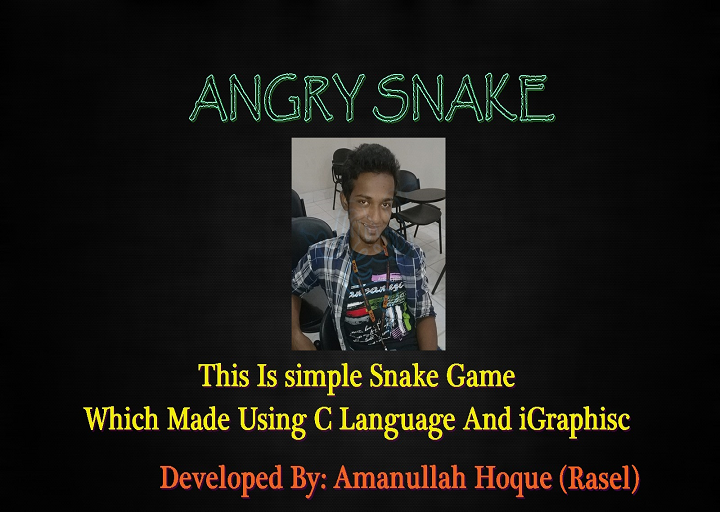 ANGRY SNAKE
This Is simple Snake Game
Which Made Using C Language And iGraphisc
Developed By: Amanullah Hoque (Rasel)